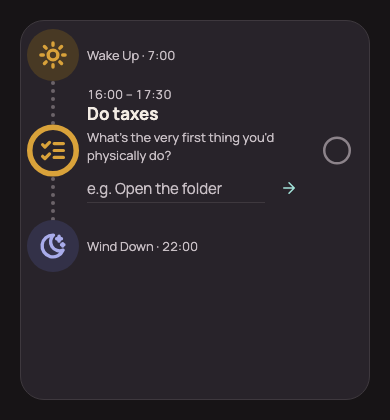 Wake Up · 7:00
16:00 – 17:30
Do taxes
What's the very first thing you'd
physically do?
e.g. Open the folder
Wind Down · 22:00